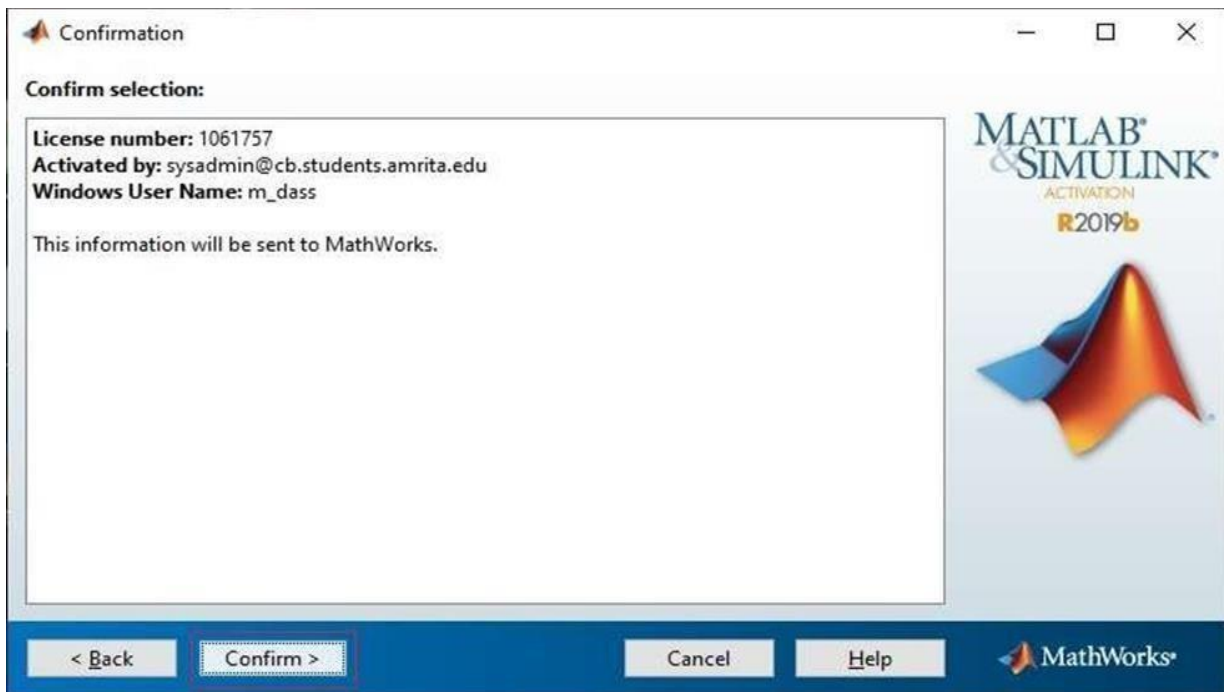 Confirmation
Confirm selection:
License number: 1061757
Activated by: sysadmin@cb.students.amrita.edu
Windows User Name: m_dass
This information will be sent to MathWorks.
MATLAB®
&SIMULINK®
ACTIVATION
R2019b
< Back
Confirm >
Cancel
Help
MathWorks®